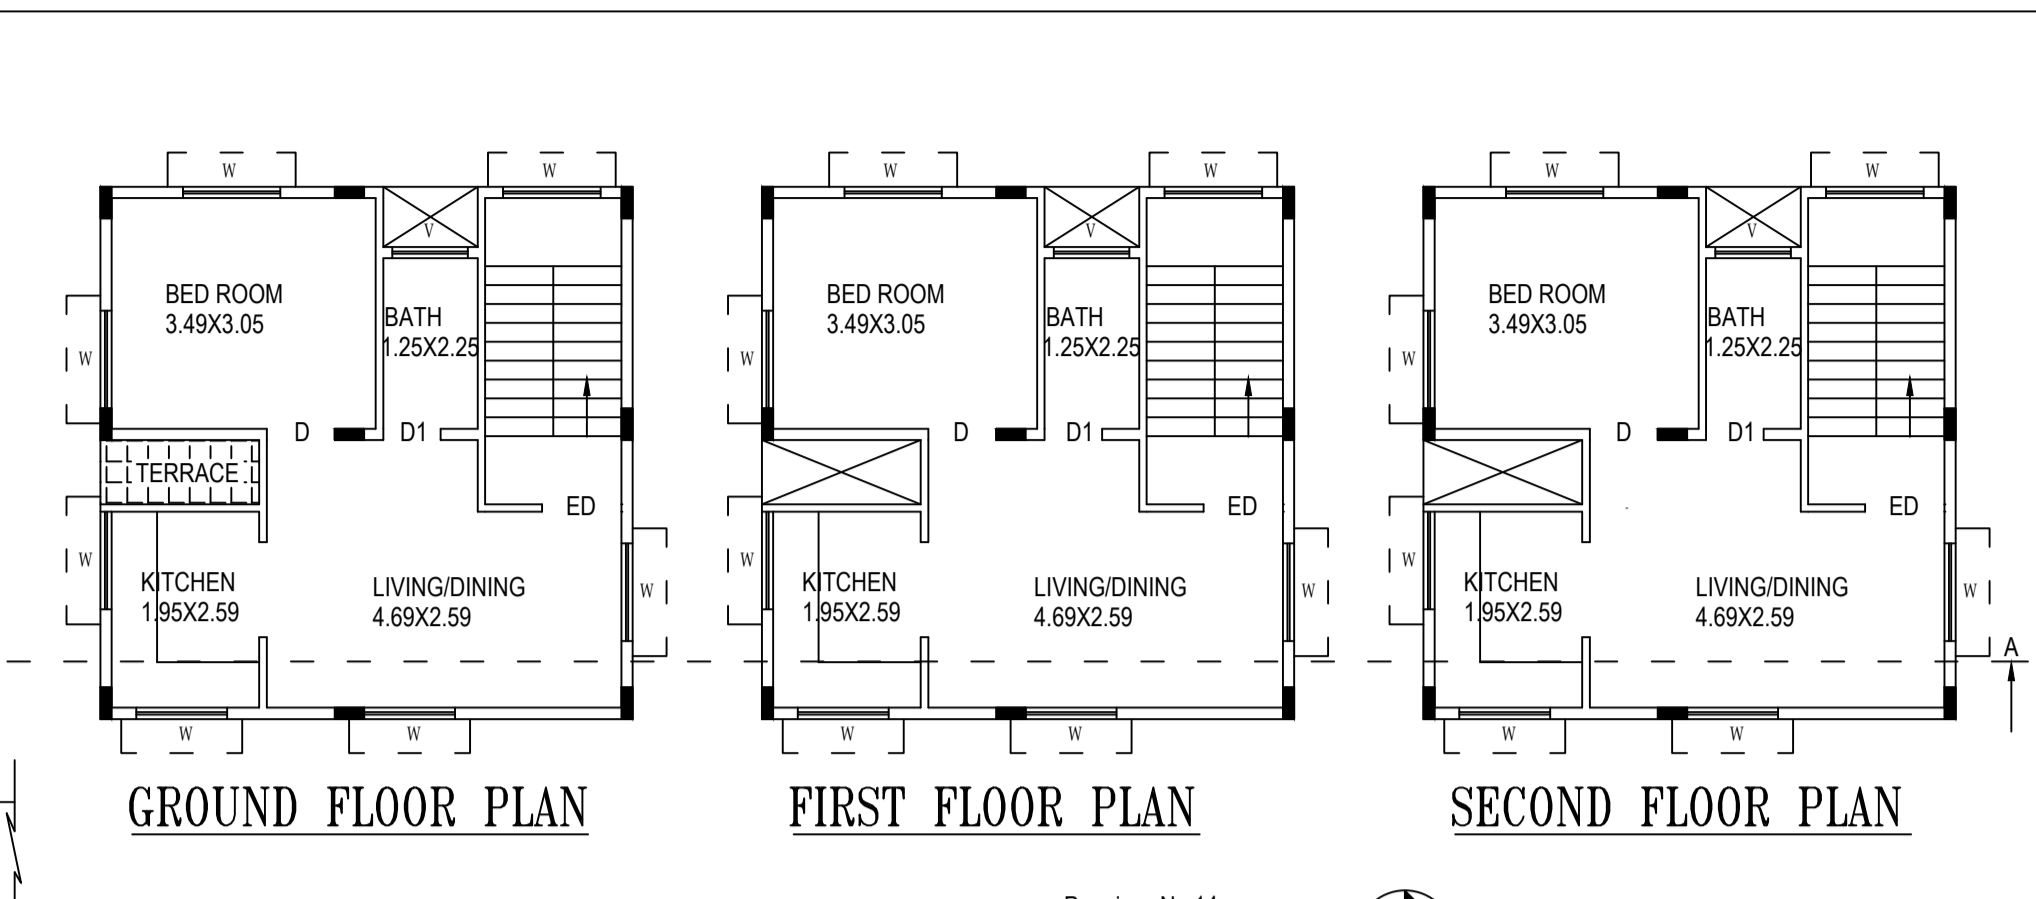 W
W
V
BED ROOM
3.49X3.05
BATH
1.25X2.25
W
D
D1
TERRACE
ED
W
KITCHEN
1.95X2.59
LIVING/DINING
4.69X2.59
W
W
W
GROUND FLOOR PLAN
W
W
V
BED ROOM
3.49X3.05
BATH
1.25X2.25
W
D
D1
ED
W
KITCHEN
1.95X2.59
LIVING/DINING
4.69X2.59
W
W
W
FIRST FLOOR PLAN
W
W
V
BED ROOM
3.49X3.05
BATH
1.25X2.25
W
D
D1
ED
W
KITCHEN
1.95X2.59
LIVING/DINING
4.69X2.59
W
A
W
W
SECOND FLOOR PLAN